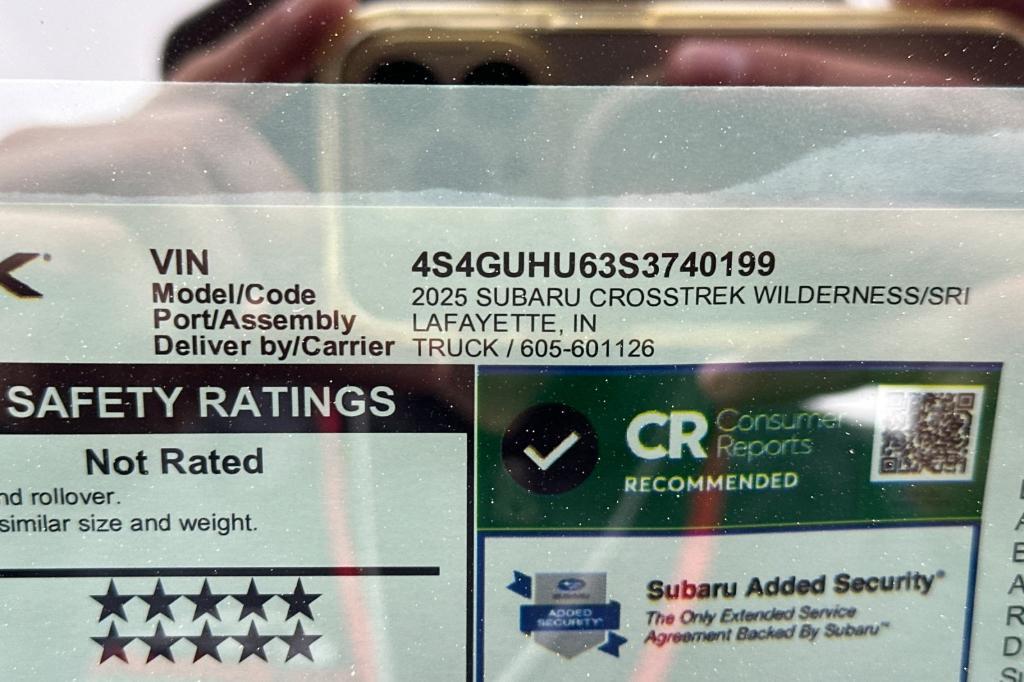 VIN 4S4GUHU63S3740199
Model/Code 2025 SUBARU CROSSTREK WILDERNESS/SRI
Port/Assembly LAFAYETTE, IN
Deliver by/Carrier TRUCK / 605-601126
SAFETY RATINGS
Not Rated
nd rollover.
similar size and weight.
CR Consumer Reports
RECOMMENDED
SUBARU
ADDED
SECURITY
Subaru Added Security®
The Only Extended Service
Agreement Backed By Subaru™